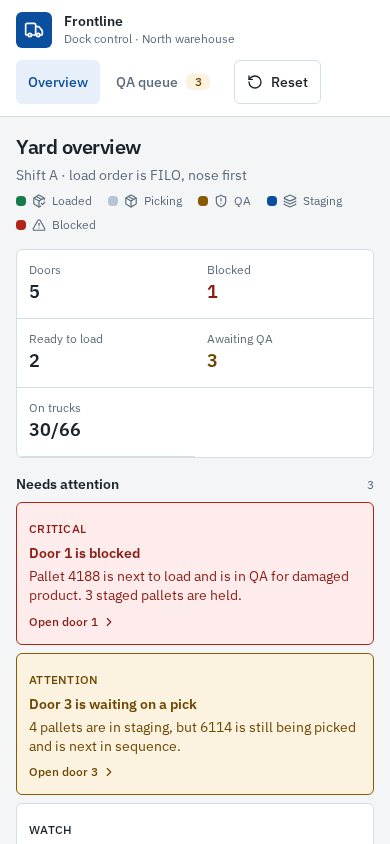 Frontline
Dock control · North warehouse
Overview
QA queue 3
Reset
Yard overview
Shift A · load order is FILO, nose first
Loaded Picking QA Staging
Blocked
Doors
5
Blocked
1
Ready to load
2
Awaiting QA
3
On trucks
30/66
Needs attention 3
CRITICAL
Door 1 is blocked
Pallet 4188 is next to load and is in QA for damaged
product. 3 staged pallets are held.
Open door 1
ATTENTION
Door 3 is waiting on a pick
4 pallets are in staging, but 6114 is still being picked
and is next in sequence.
Open door 3
WATCH